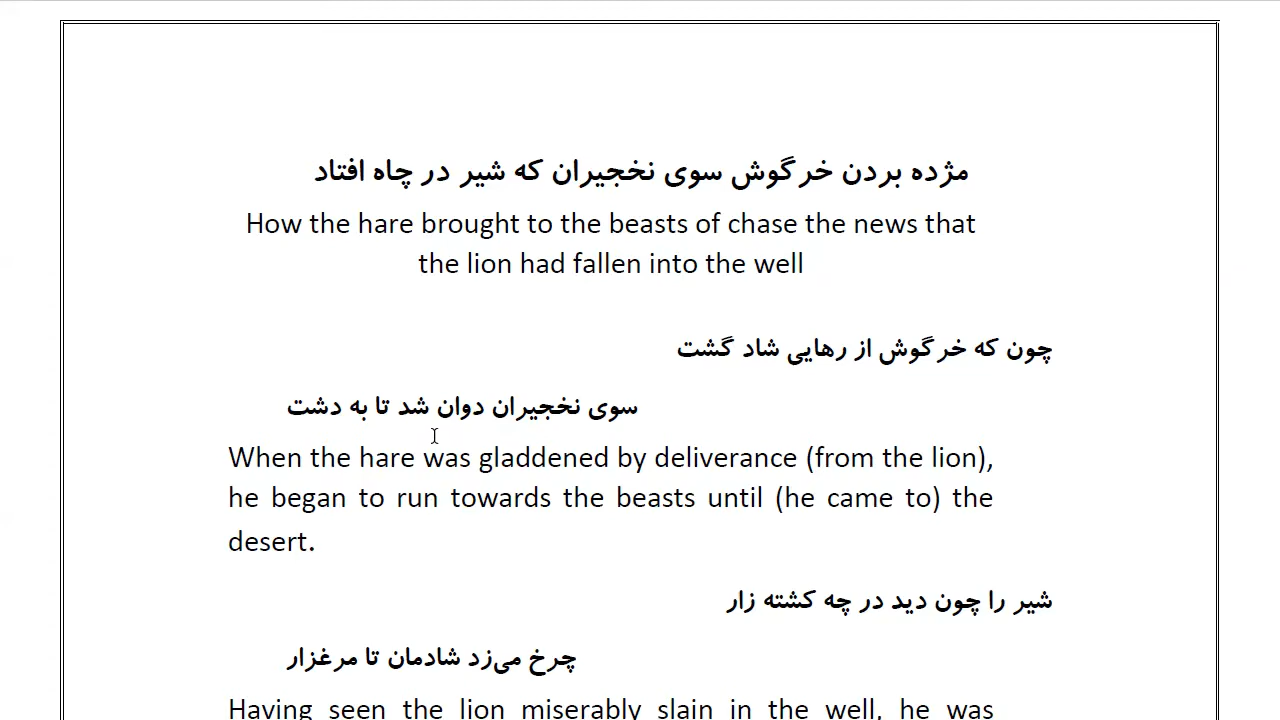 مژده بردن خرگوش سوی نخجیران که شیر در چاه افتاد
How the hare brought to the beasts of chase the news that
the lion had fallen into the well
چون که خرگوش از رهایی شاد گشت
سوی نخجیران دوان شد تا به دشت
When the hare was gladdened by deliverance (from the lion),
he began to run towards the beasts until (he came to) the
desert.
شیر را چون دید در چه کشته زار
چرخ می‌زد شادمان تا مرغزار
Having seen the lion miserably slain in the well, he was